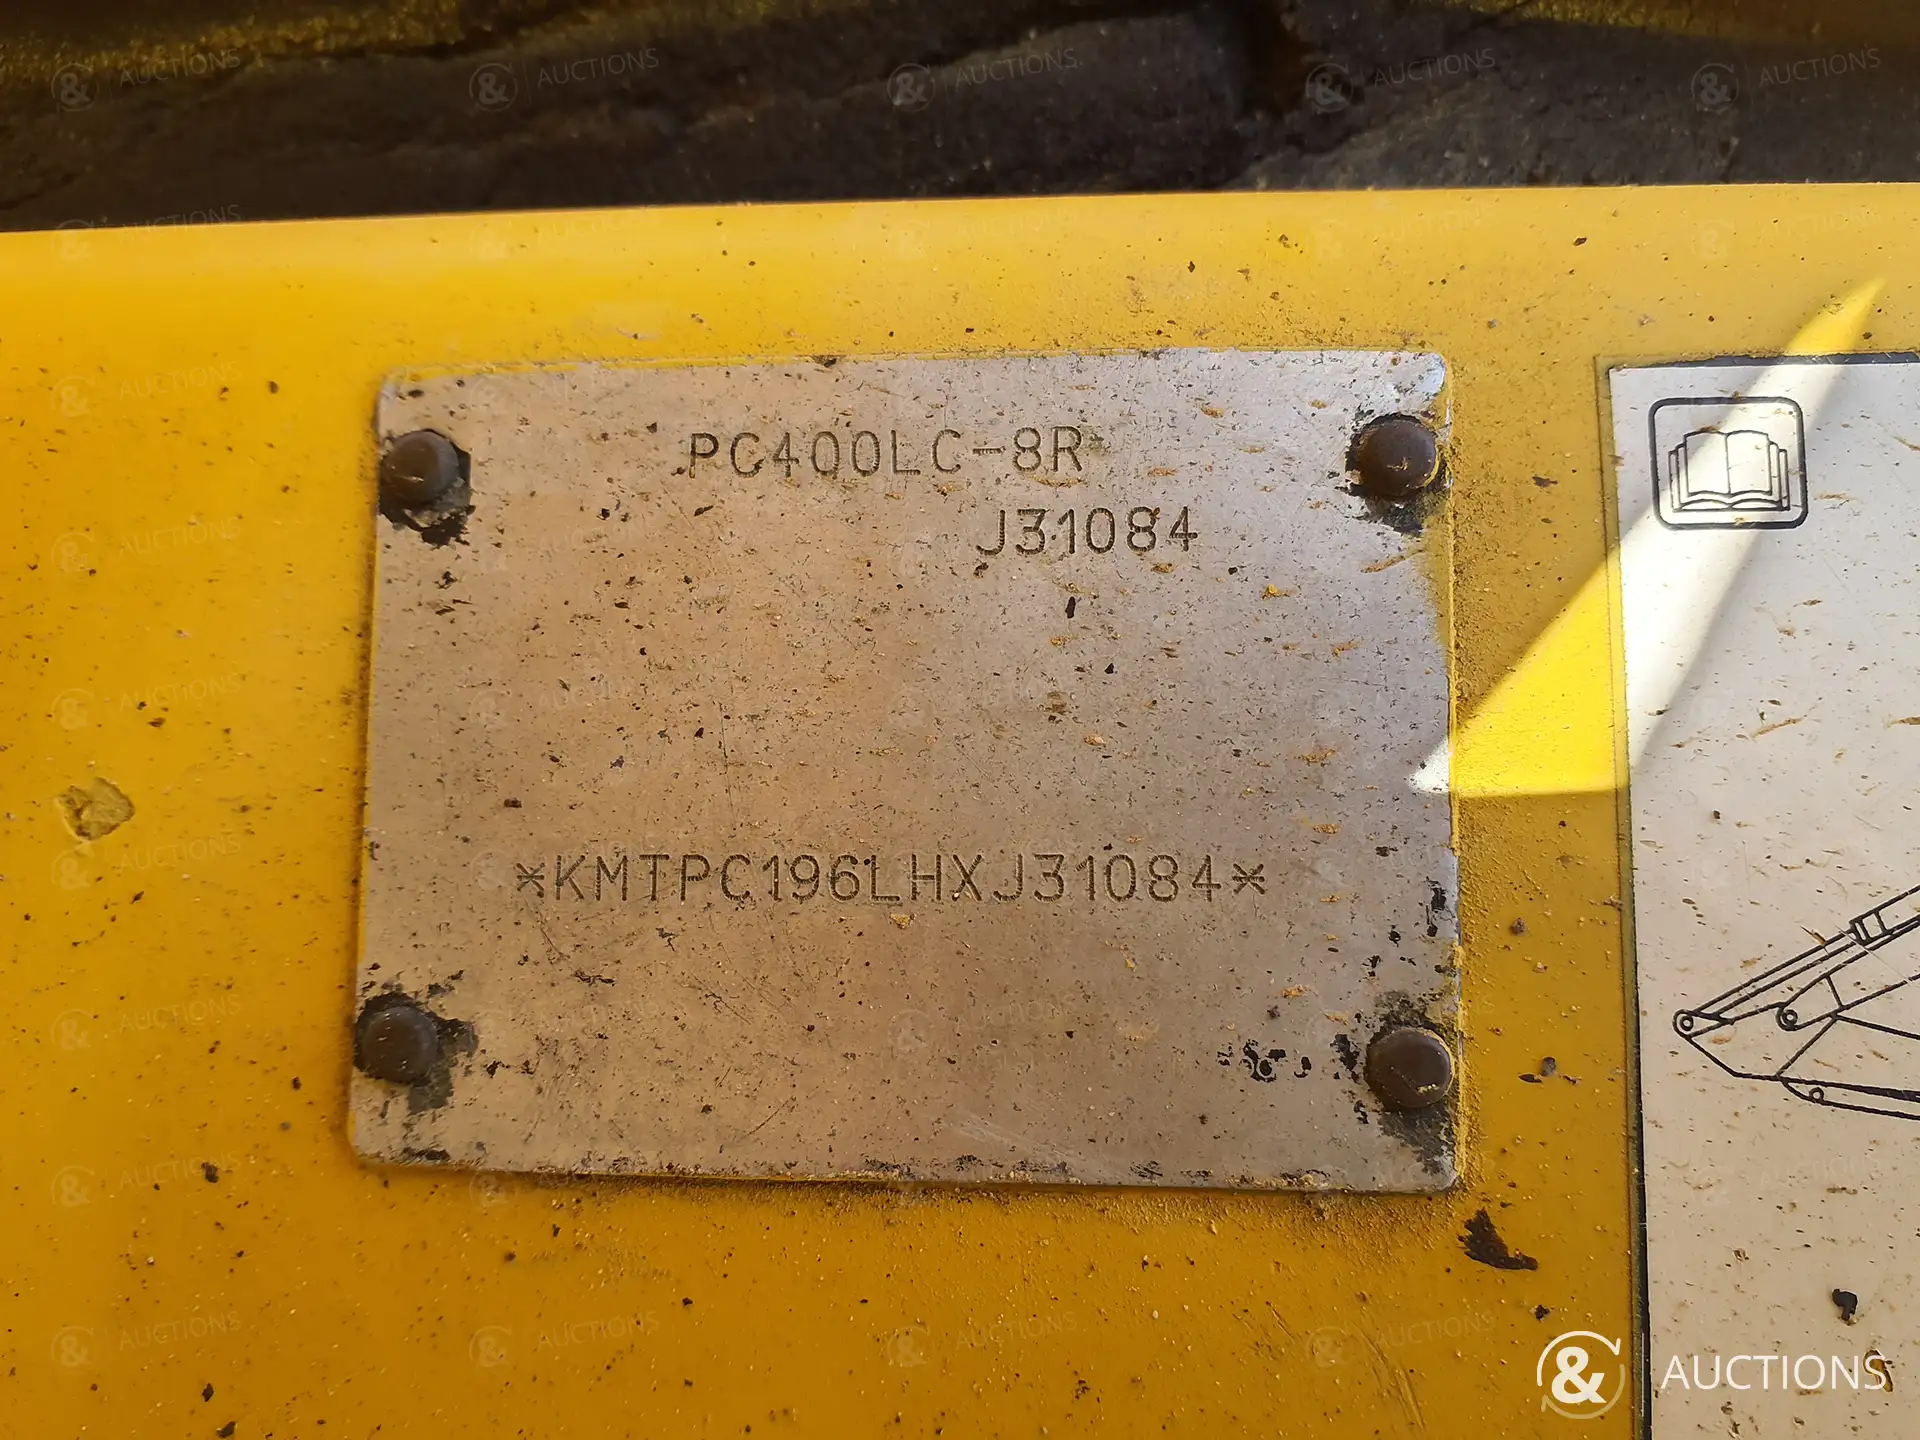 PC400LC-8R
J31084
*KMTPC196LHXJ31084*
& AUCTIONS